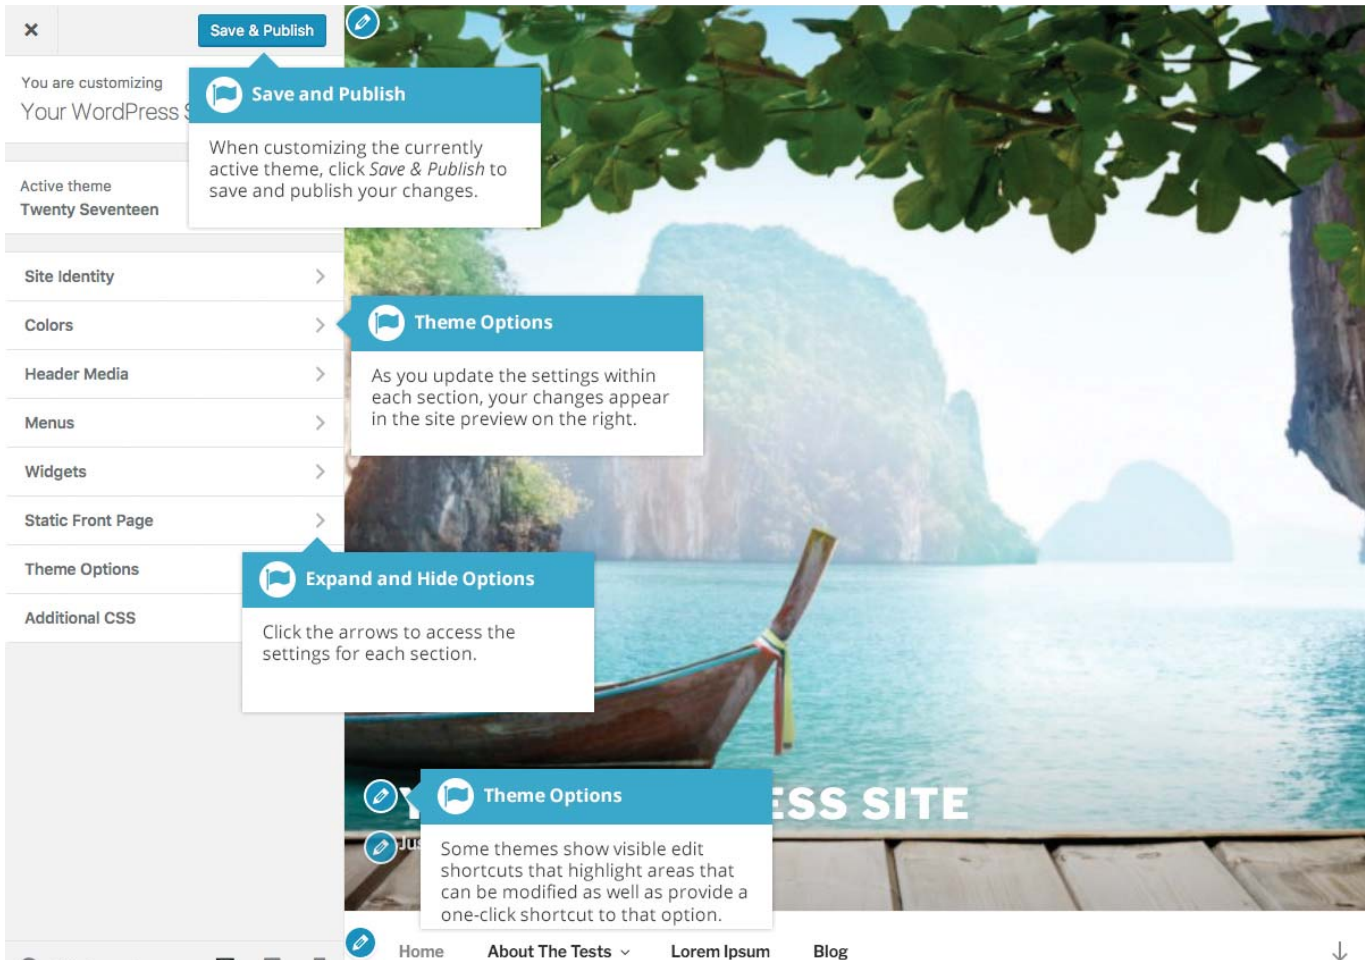 Save & Publish
You are customizing
Your WordPress
Save and Publish
When customizing the currently
active theme, click Save & Publish to
save and publish your changes.
Active theme
Twenty Seventeen
Site Identity
Colors
Header Media
Menus
Widgets
Static Front Page
Theme Options
Additional CSS
Theme Options
As you update the settings within
each section, your changes appear
in the site preview on the right.
Expand and Hide Options
Click the arrows to access the
settings for each section.
ESS SITE
Theme Options
Some themes show visible edit
shortcuts that highlight areas that
can be modified as well as provide a
one-click shortcut to that option.
Home About The Tests Lorem Ipsum Blog